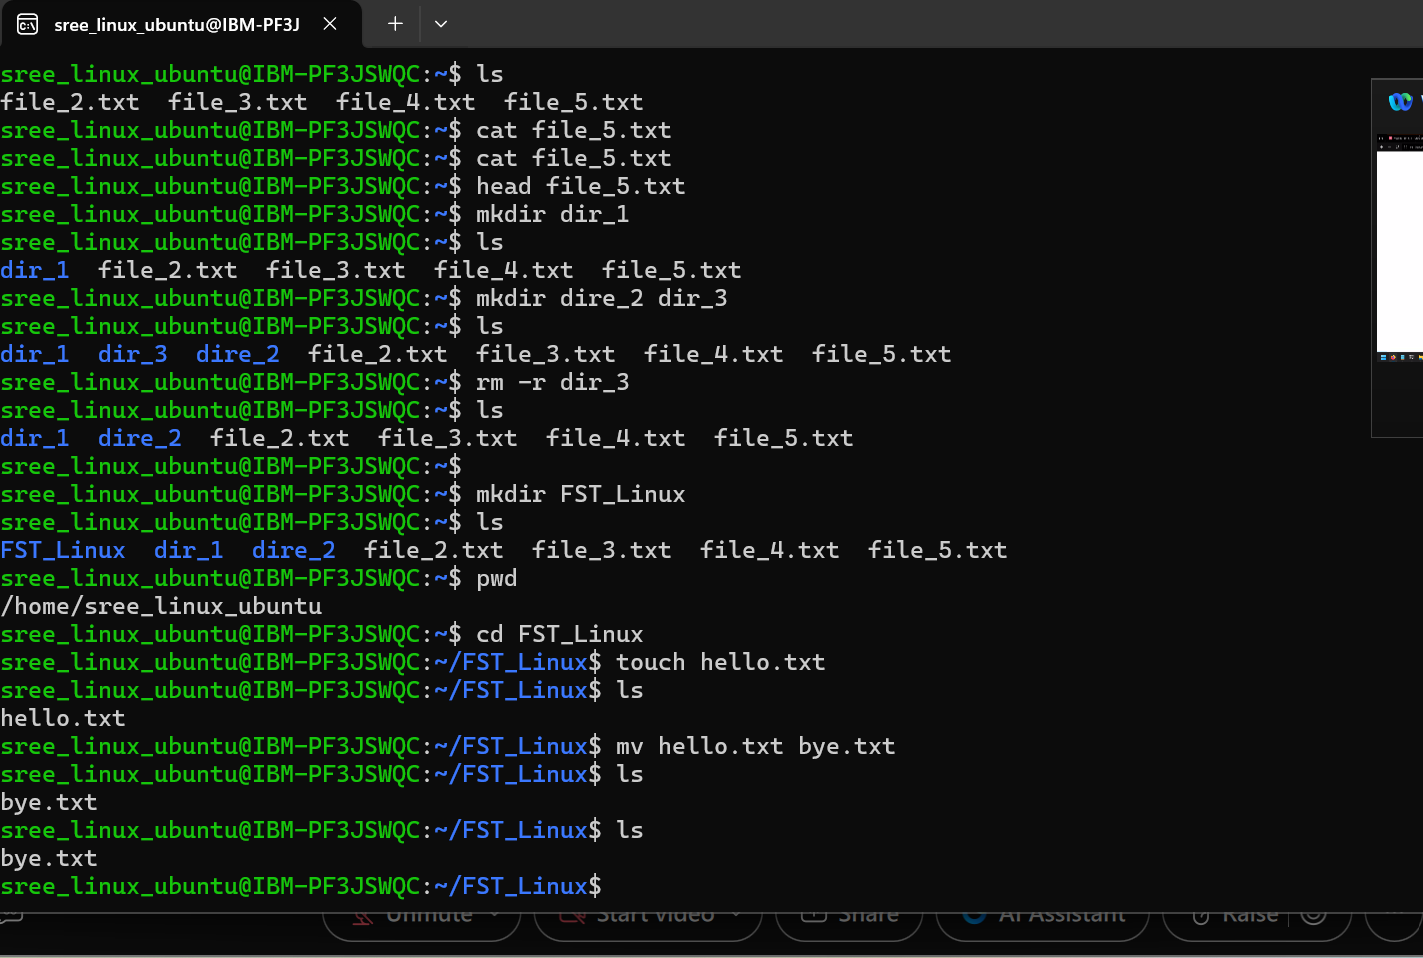 sree_linux_ubuntu@IBM-PF3J
sree_linux_ubuntu@IBM-PF3JSWQC:~$ ls
file_2.txt  file_3.txt  file_4.txt  file_5.txt
sree_linux_ubuntu@IBM-PF3JSWQC:~$ cat file_5.txt
sree_linux_ubuntu@IBM-PF3JSWQC:~$ cat file_5.txt
sree_linux_ubuntu@IBM-PF3JSWQC:~$ head file_5.txt
sree_linux_ubuntu@IBM-PF3JSWQC:~$ mkdir dir_1
sree_linux_ubuntu@IBM-PF3JSWQC:~$ ls
dir_1  file_2.txt  file_3.txt  file_4.txt  file_5.txt
sree_linux_ubuntu@IBM-PF3JSWQC:~$ mkdir dire_2 dir_3
sree_linux_ubuntu@IBM-PF3JSWQC:~$ ls
dir_1  dir_3  dire_2  file_2.txt  file_3.txt  file_4.txt  file_5.txt
sree_linux_ubuntu@IBM-PF3JSWQC:~$ rm -r dir_3
sree_linux_ubuntu@IBM-PF3JSWQC:~$ ls
dir_1  dire_2  file_2.txt  file_3.txt  file_4.txt  file_5.txt
sree_linux_ubuntu@IBM-PF3JSWQC:~$
sree_linux_ubuntu@IBM-PF3JSWQC:~$ mkdir FST_Linux
sree_linux_ubuntu@IBM-PF3JSWQC:~$ ls
FST_Linux  dir_1  dire_2  file_2.txt  file_3.txt  file_4.txt  file_5.txt
sree_linux_ubuntu@IBM-PF3JSWQC:~$ pwd
/home/sree_linux_ubuntu
sree_linux_ubuntu@IBM-PF3JSWQC:~$ cd FST_Linux
sree_linux_ubuntu@IBM-PF3JSWQC:~/FST_Linux$ touch hello.txt
sree_linux_ubuntu@IBM-PF3JSWQC:~/FST_Linux$ ls
hello.txt
sree_linux_ubuntu@IBM-PF3JSWQC:~/FST_Linux$ mv hello.txt bye.txt
sree_linux_ubuntu@IBM-PF3JSWQC:~/FST_Linux$ ls
bye.txt
sree_linux_ubuntu@IBM-PF3JSWQC:~/FST_Linux$ ls
bye.txt
sree_linux_ubuntu@IBM-PF3JSWQC:~/FST_Linux$
Unmute Start video Share AI Assistant Raise